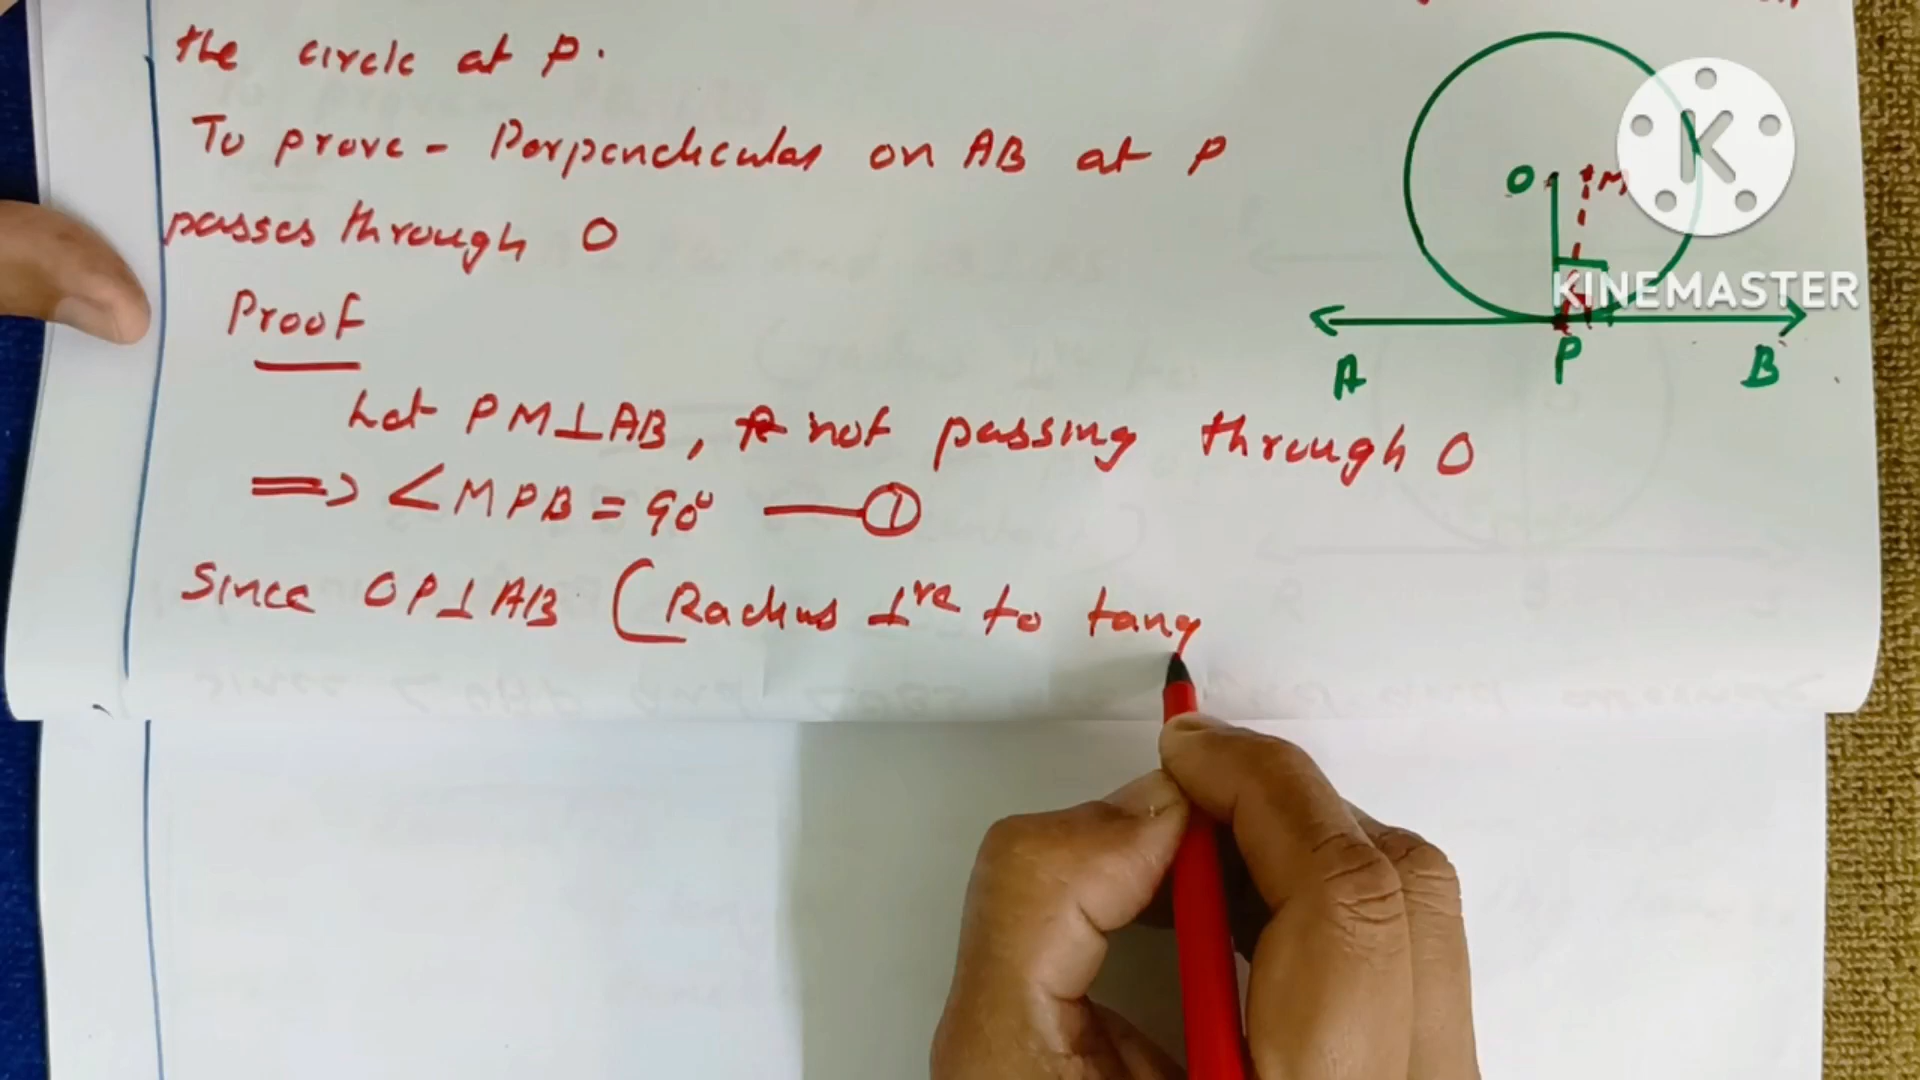 the circle at P.
To prove - Perpendicular on AB at P
passes through O
Proof
Let PM⊥AB, not passing through O
=> ∠MPB = 90° —①
Since OP⊥AB (Radius ⊥re to tang
O
M
K
KINEMASTER
A
P
B